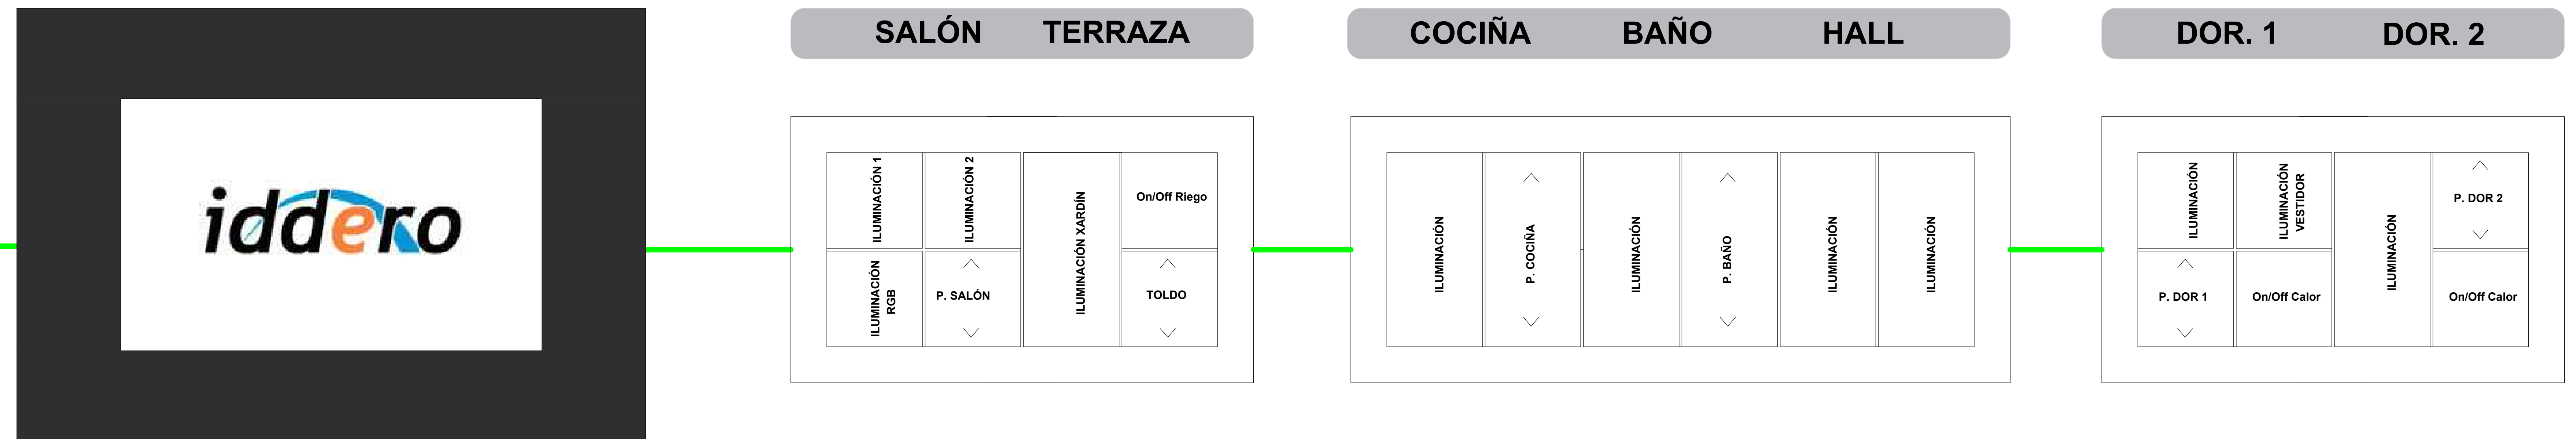 iddero
SALÓN TERRAZA
ILUMINACIÓN 1
ILUMINACIÓN 2
ILUMINACIÓN
RGB
P. SALÓN
ILUMINACIÓN XARDÍN
On/Off Riego
TOLDO
COCIÑA BAÑO HALL
ILUMINACIÓN
P. COCIÑA
ILUMINACIÓN
P. BAÑO
ILUMINACIÓN
ILUMINACIÓN
DOR. 1 DOR. 2
ILUMINACIÓN
ILUMINACIÓN
VESTIDOR
P. DOR 1
On/Off Calor
ILUMINACIÓN
P. DOR 2
On/Off Calor